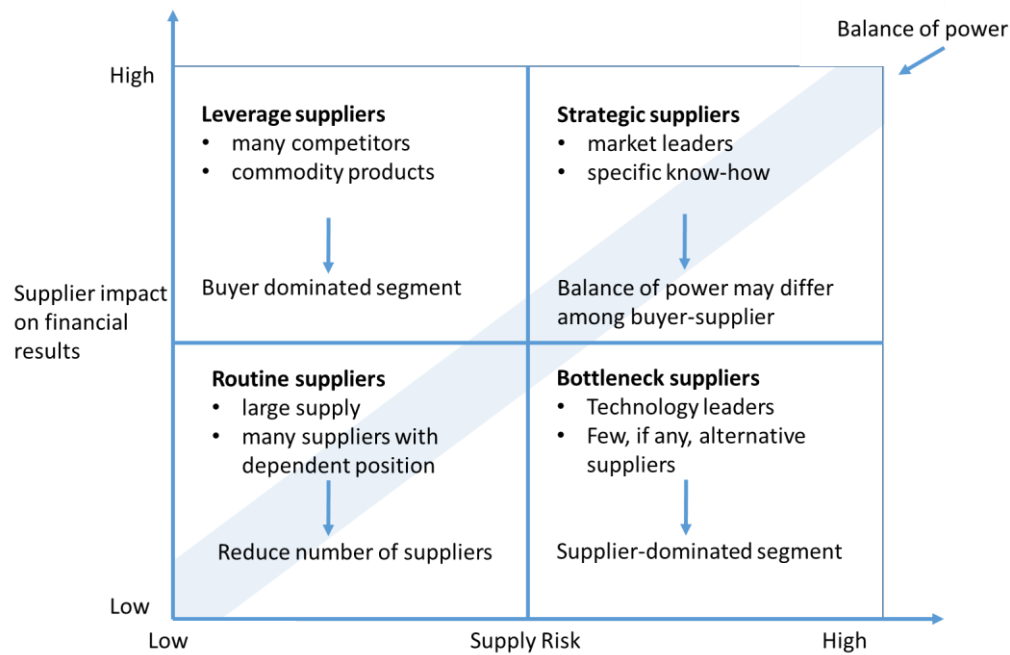 Balance of power
High
Leverage suppliers
• many competitors
• commodity products
Buyer dominated segment
Strategic suppliers
• market leaders
• specific know-how
Balance of power may differ
among buyer-supplier
Supplier impact
on financial
results
Routine suppliers
• large supply
• many suppliers with
dependent position
Reduce number of suppliers
Bottleneck suppliers
• Technology leaders
• Few, if any, alternative
suppliers
Supplier-dominated segment
Low
Low
Supply Risk
High